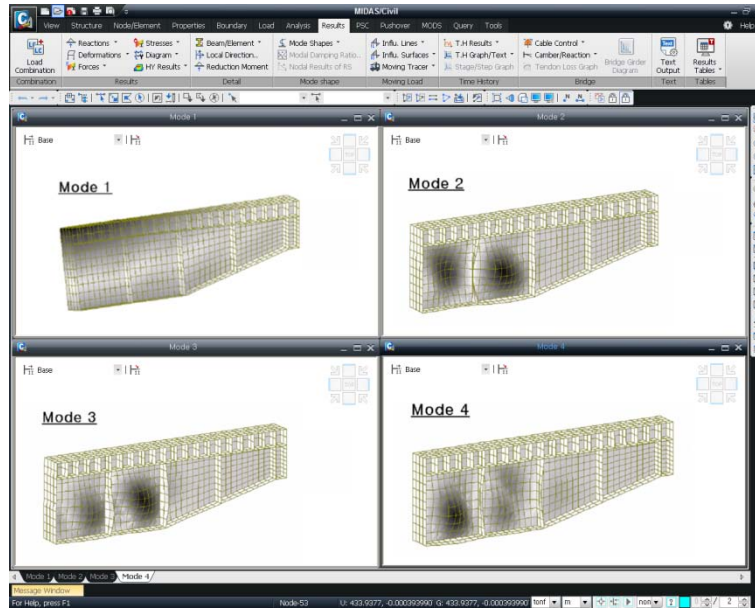 MIDAS/Civil
View Structure Node/Element Properties Boundary Load Analysis Results PSC Pushover MODS Query Tools Help
Reactions Stresses Beam/Element Mode Shapes Influ. Lines T.H Results Cable Control
Load Combination Deformations Diagram Local Direction... Modal Damping Ratio... Influ. Surfaces T.H Graph/Text Camber/Reaction Bridge Girder Diagram Text Output Results Tables
Forces HY Results Reduction Moment Nodal Results of RS Moving Tracer Stage/Step Graph Tendon Loss Graph
Combination Results Detail Mode shape Moving Load Time History Bridge Text Tables
Mode 1
Base
Mode 1
Mode 2
Base
Mode 2
Mode 3
Base
Mode 3
Mode 4
Base
Mode 4
Mode 1 Mode 2 Mode 3 Mode 4
Message Window
For Help, press F1 Node-53 U: 433.9377, -0.000393990 G: 433.9377, -0.000393990 tonf m non 2